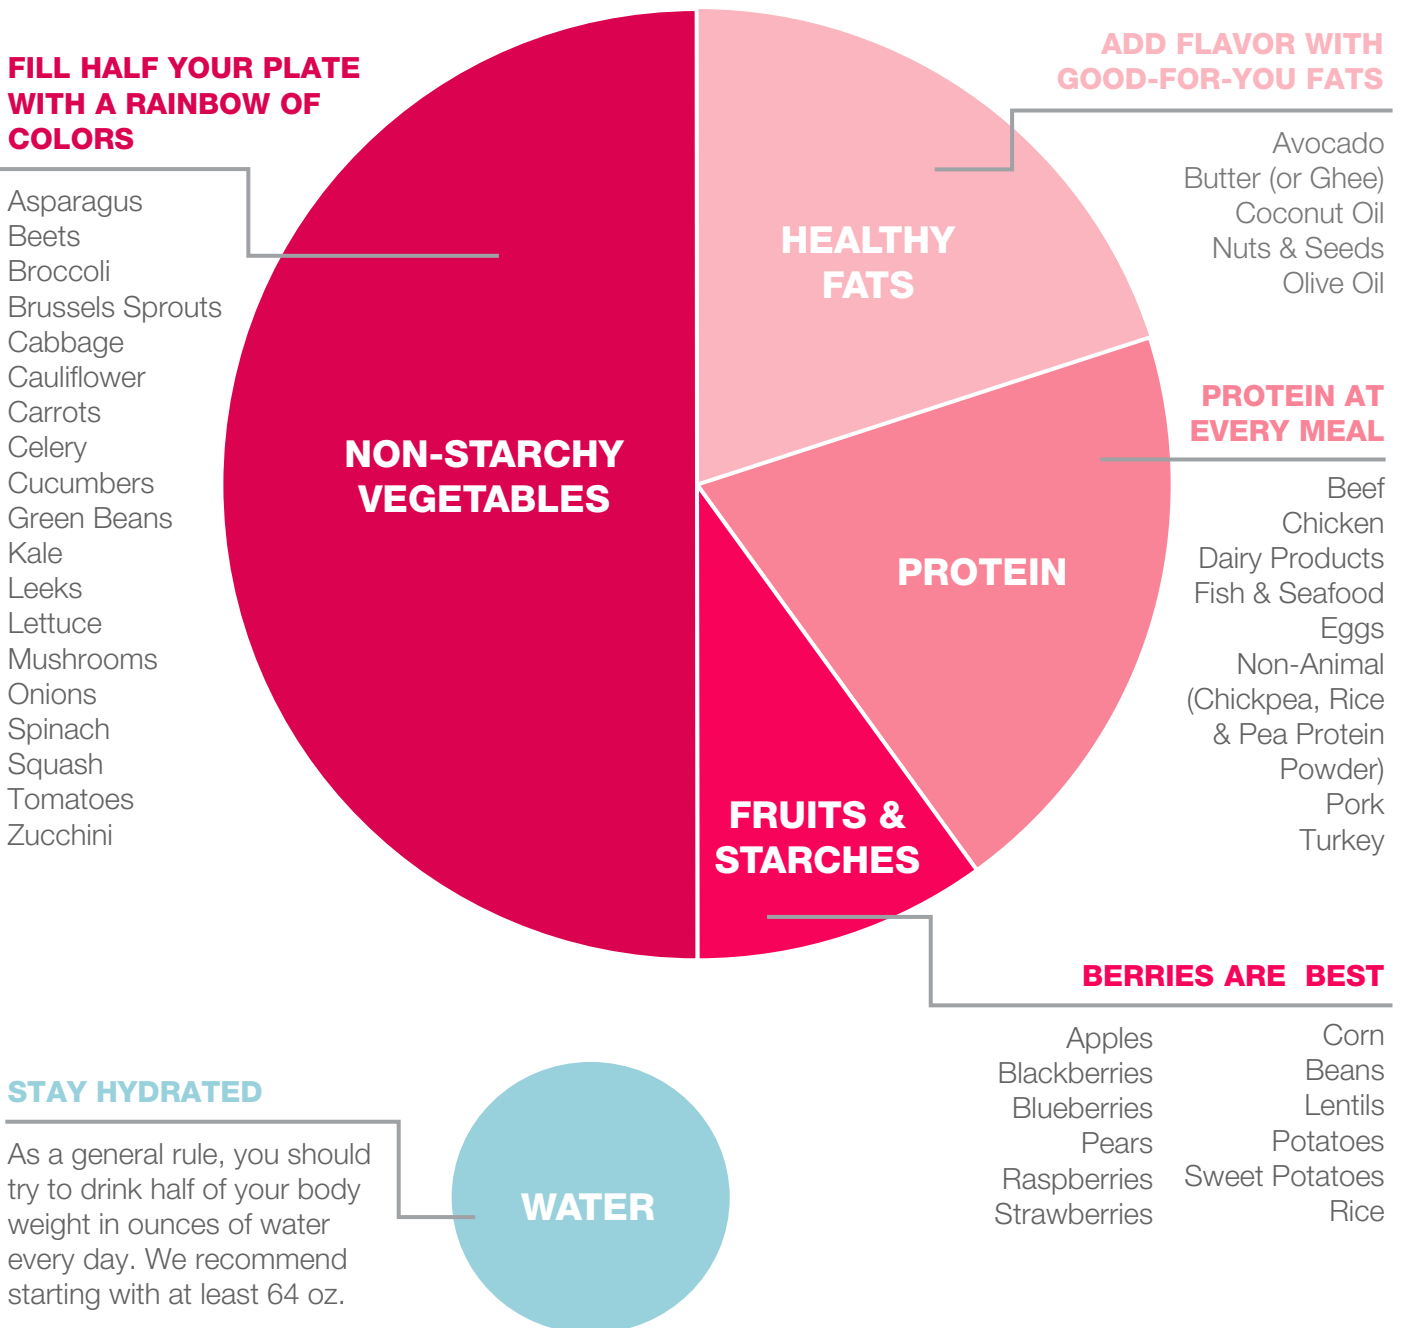 FILL HALF YOUR PLATE
WITH A RAINBOW OF
COLORS
Asparagus
Beets
Broccoli
Brussels Sprouts
Cabbage
Cauliflower
Carrots
Celery
Cucumbers
Green Beans
Kale
Leeks
Lettuce
Mushrooms
Onions
Spinach
Squash
Tomatoes
Zucchini
NON-STARCHY
VEGETABLES
HEALTHY
FATS
PROTEIN
FRUITS &
STARCHES
ADD FLAVOR WITH
GOOD-FOR-YOU FATS
Avocado
Butter (or Ghee)
Coconut Oil
Nuts & Seeds
Olive Oil
PROTEIN AT
EVERY MEAL
Beef
Chicken
Dairy Products
Fish & Seafood
Eggs
Non-Animal
(Chickpea, Rice
& Pea Protein
Powder)
Pork
Turkey
BERRIES ARE BEST
Apples
Blackberries
Blueberries
Pears
Raspberries
Strawberries
Corn
Beans
Lentils
Potatoes
Sweet Potatoes
Rice
STAY HYDRATED
As a general rule, you should
try to drink half of your body
weight in ounces of water
every day. We recommend
starting with at least 64 oz.
WATER